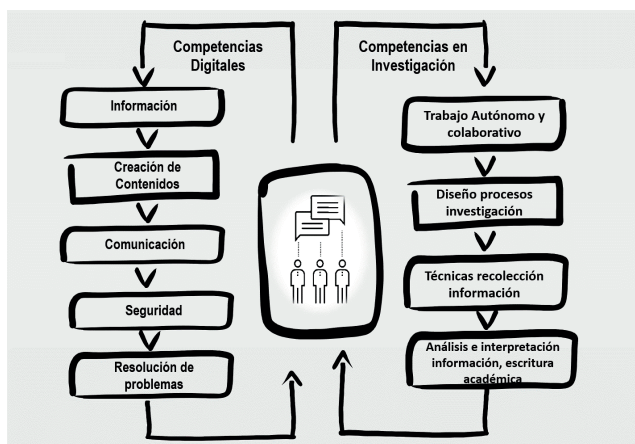 Competencias
Digitales
Información
Creación de
Contenidos
Comunicación
Seguridad
Resolución de
problemas
Competencias en
Investigación
Trabajo Autónomo y
colaborativo
Diseño procesos
investigación
Técnicas recolección
información
Análisis e interpretación
información, escritura
académica